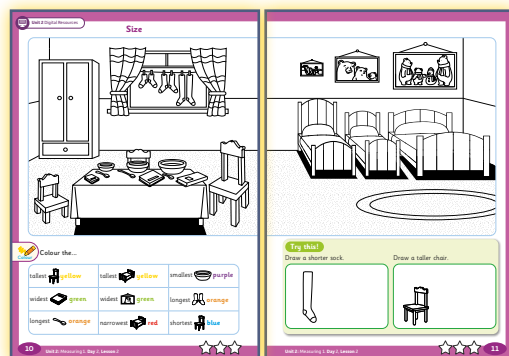 Unit 2 Digital Resources
Size
Colour
Colour the...
tallest yellow
tallest yellow
smallest purple
widest green
widest green
longest orange
longest orange
narrowest red
shortest blue
10
Unit 2: Measuring 1, Day 2, Lesson 2
Try this!
Draw a shorter sock.
Draw a taller chair.
Unit 2: Measuring 1, Day 2, Lesson 2
11